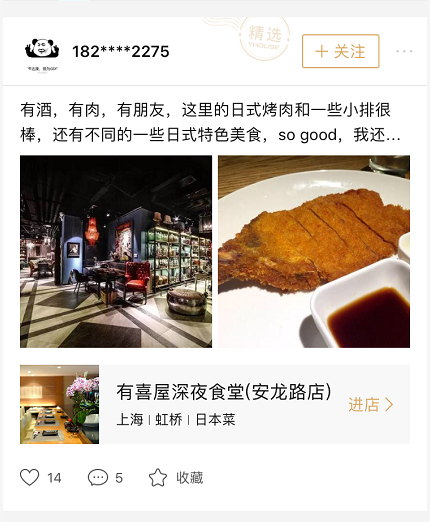 精选
YHOUSE
182****2275
＋ 关注
有酒，有肉，有朋友，这里的日式烤肉和一些小排很
棒，还有不同的一些日式特色美食，so good，我还...
有喜屋深夜食堂(安龙路店)
进店
上海 | 虹桥 | 日本菜
14
5
收藏